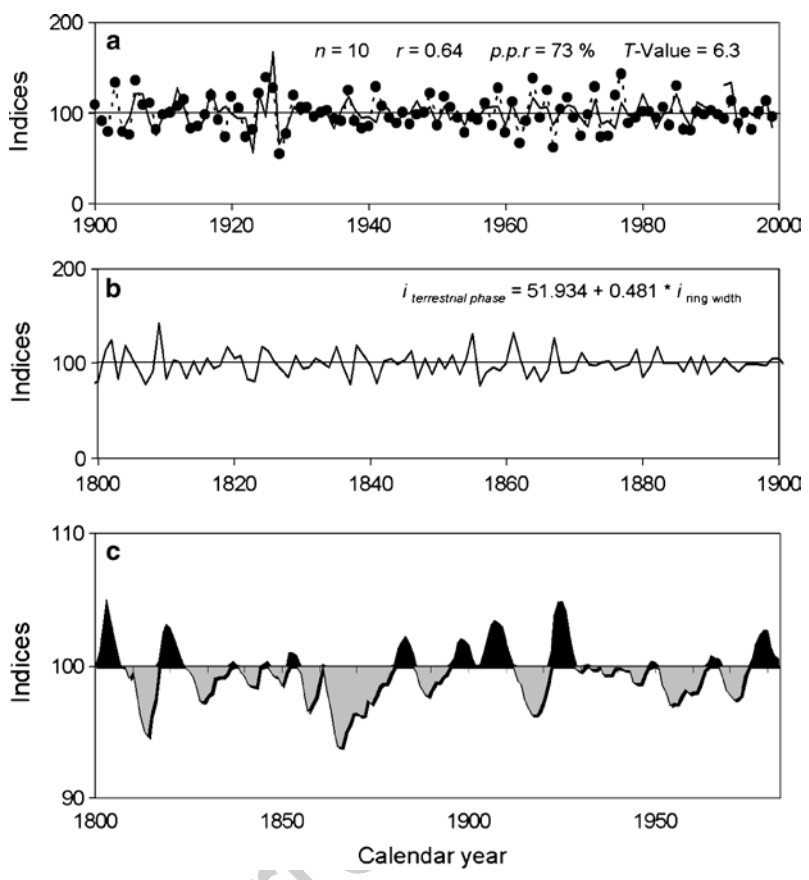 200
a
n = 10 r = 0.64 p.p.r = 73 % T-Value = 6.3
Indices
100
0
1900 1920 1940 1960 1980 2000
200
b
i terrestrial phase = 51.934 + 0.481 * i ring width
Indices
100
0
1800 1820 1840 1860 1880 1900
110
c
Indices
100
90
1800 1850 1900 1950
Calendar year